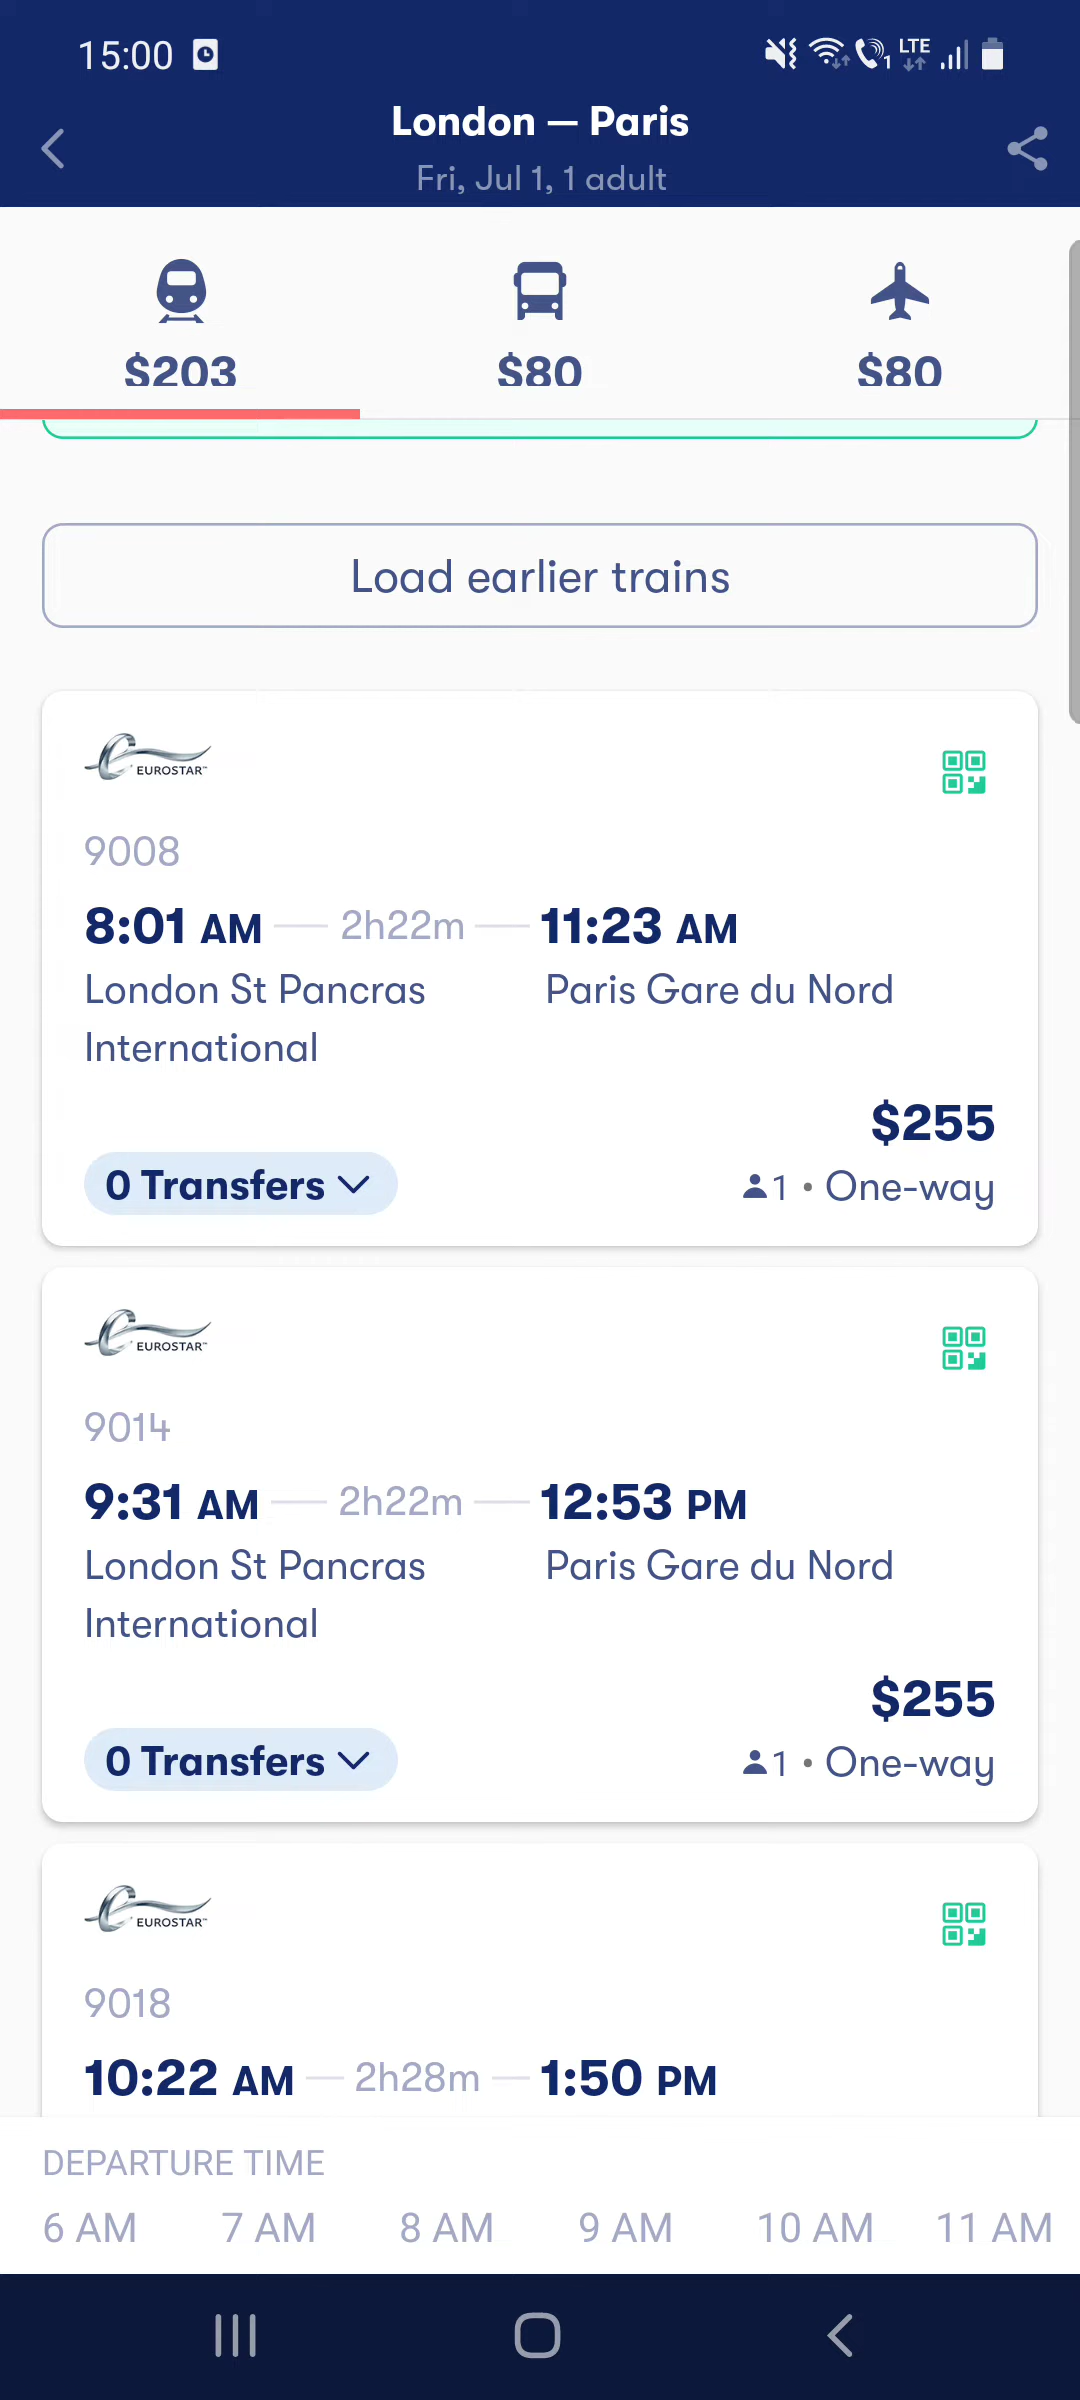 15:00
LTE
1
London — Paris
Fri, Jul 1, 1 adult
$203 $80 $80
Load earlier trains
EUROSTAR™
9008
8:01 AM 2h22m 11:23 AM
London St Pancras Paris Gare du Nord
International
$255
0 Transfers 1 • One-way
EUROSTAR™
9014
9:31 AM 2h22m 12:53 PM
London St Pancras Paris Gare du Nord
International
$255
0 Transfers 1 • One-way
EUROSTAR™
9018
10:22 AM 2h28m 1:50 PM
DEPARTURE TIME
6 AM 7 AM 8 AM 9 AM 10 AM 11 AM